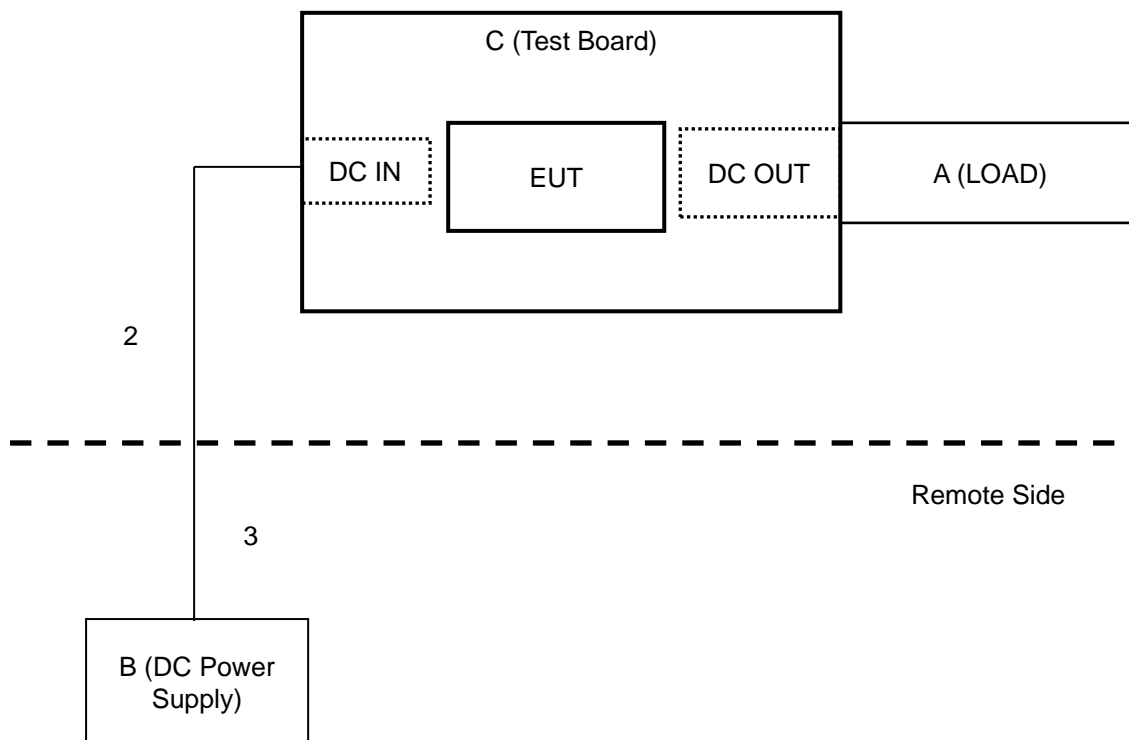 C (Test Board)
DC IN
EUT
DC OUT
A (LOAD)
2
Remote Side
3
B (DC Power
Supply)